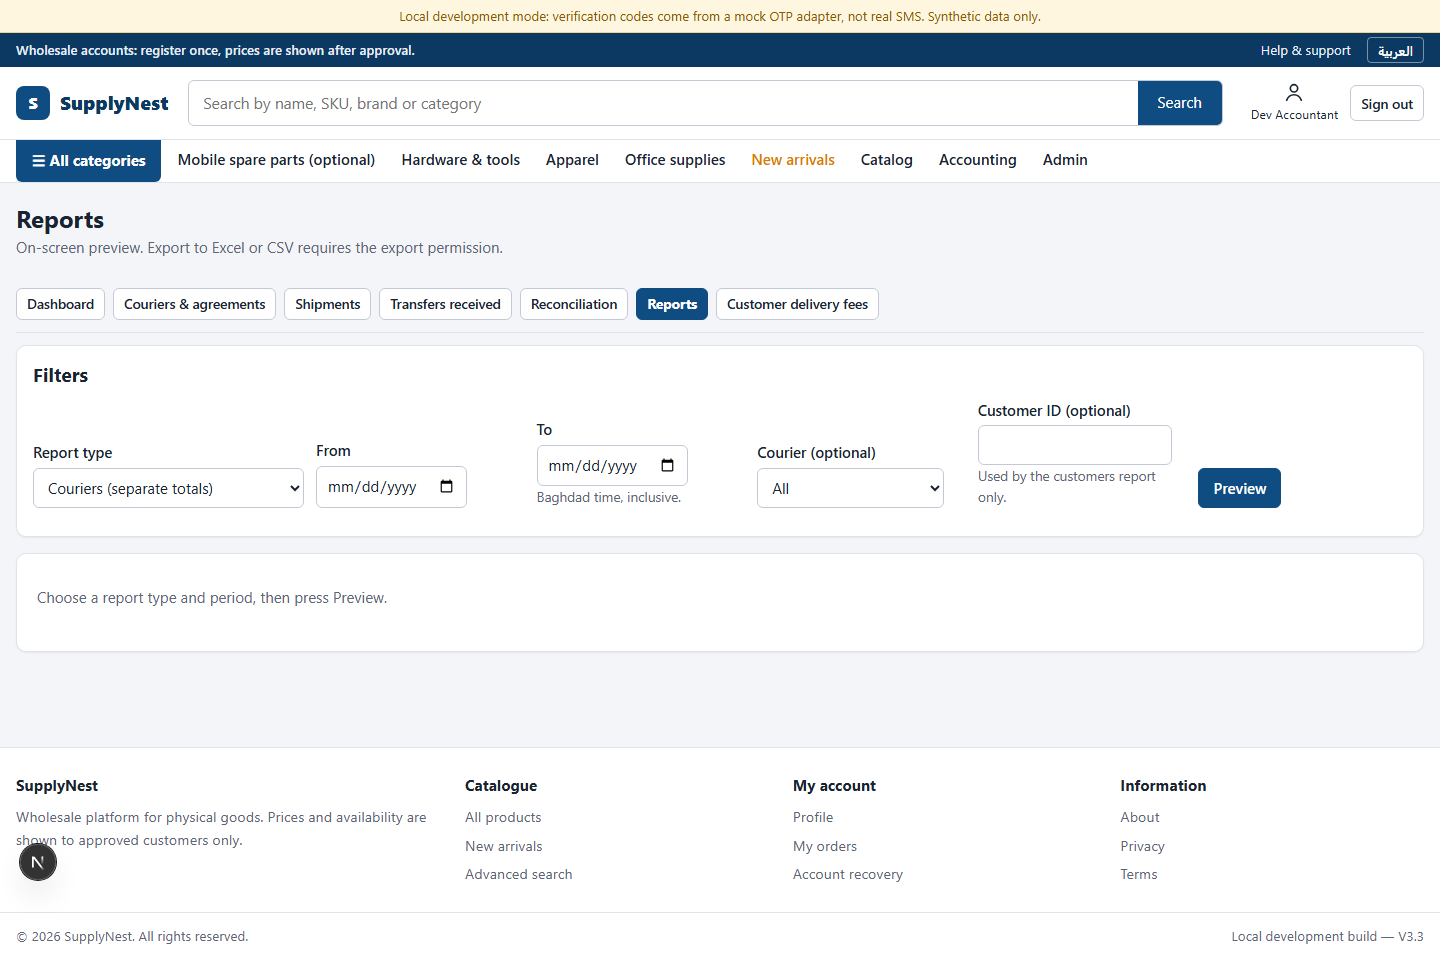 Local development mode: verification codes come from a mock OTP adapter, not real SMS. Synthetic data only.
Wholesale accounts: register once, prices are shown after approval.
Help & support
العربية
S
SupplyNest
Search by name, SKU, brand or category
Search
Dev Accountant
Sign out
☰ All categories
Mobile spare parts (optional)
Hardware & tools
Apparel
Office supplies
New arrivals
Catalog
Accounting
Admin
Reports
On-screen preview. Export to Excel or CSV requires the export permission.
Dashboard
Couriers & agreements
Shipments
Transfers received
Reconciliation
Reports
Customer delivery fees
Filters
Report type
Couriers (separate totals)
From
mm/dd/yyyy
To
mm/dd/yyyy
Baghdad time, inclusive.
Courier (optional)
All
Customer ID (optional)
Used by the customers report
only.
Preview
Choose a report type and period, then press Preview.
SupplyNest
Wholesale platform for physical goods. Prices and availability are
shown to approved customers only.
N
Catalogue
All products
New arrivals
Advanced search
My account
Profile
My orders
Account recovery
Information
About
Privacy
Terms
© 2026 SupplyNest. All rights reserved.
Local development build — V3.3